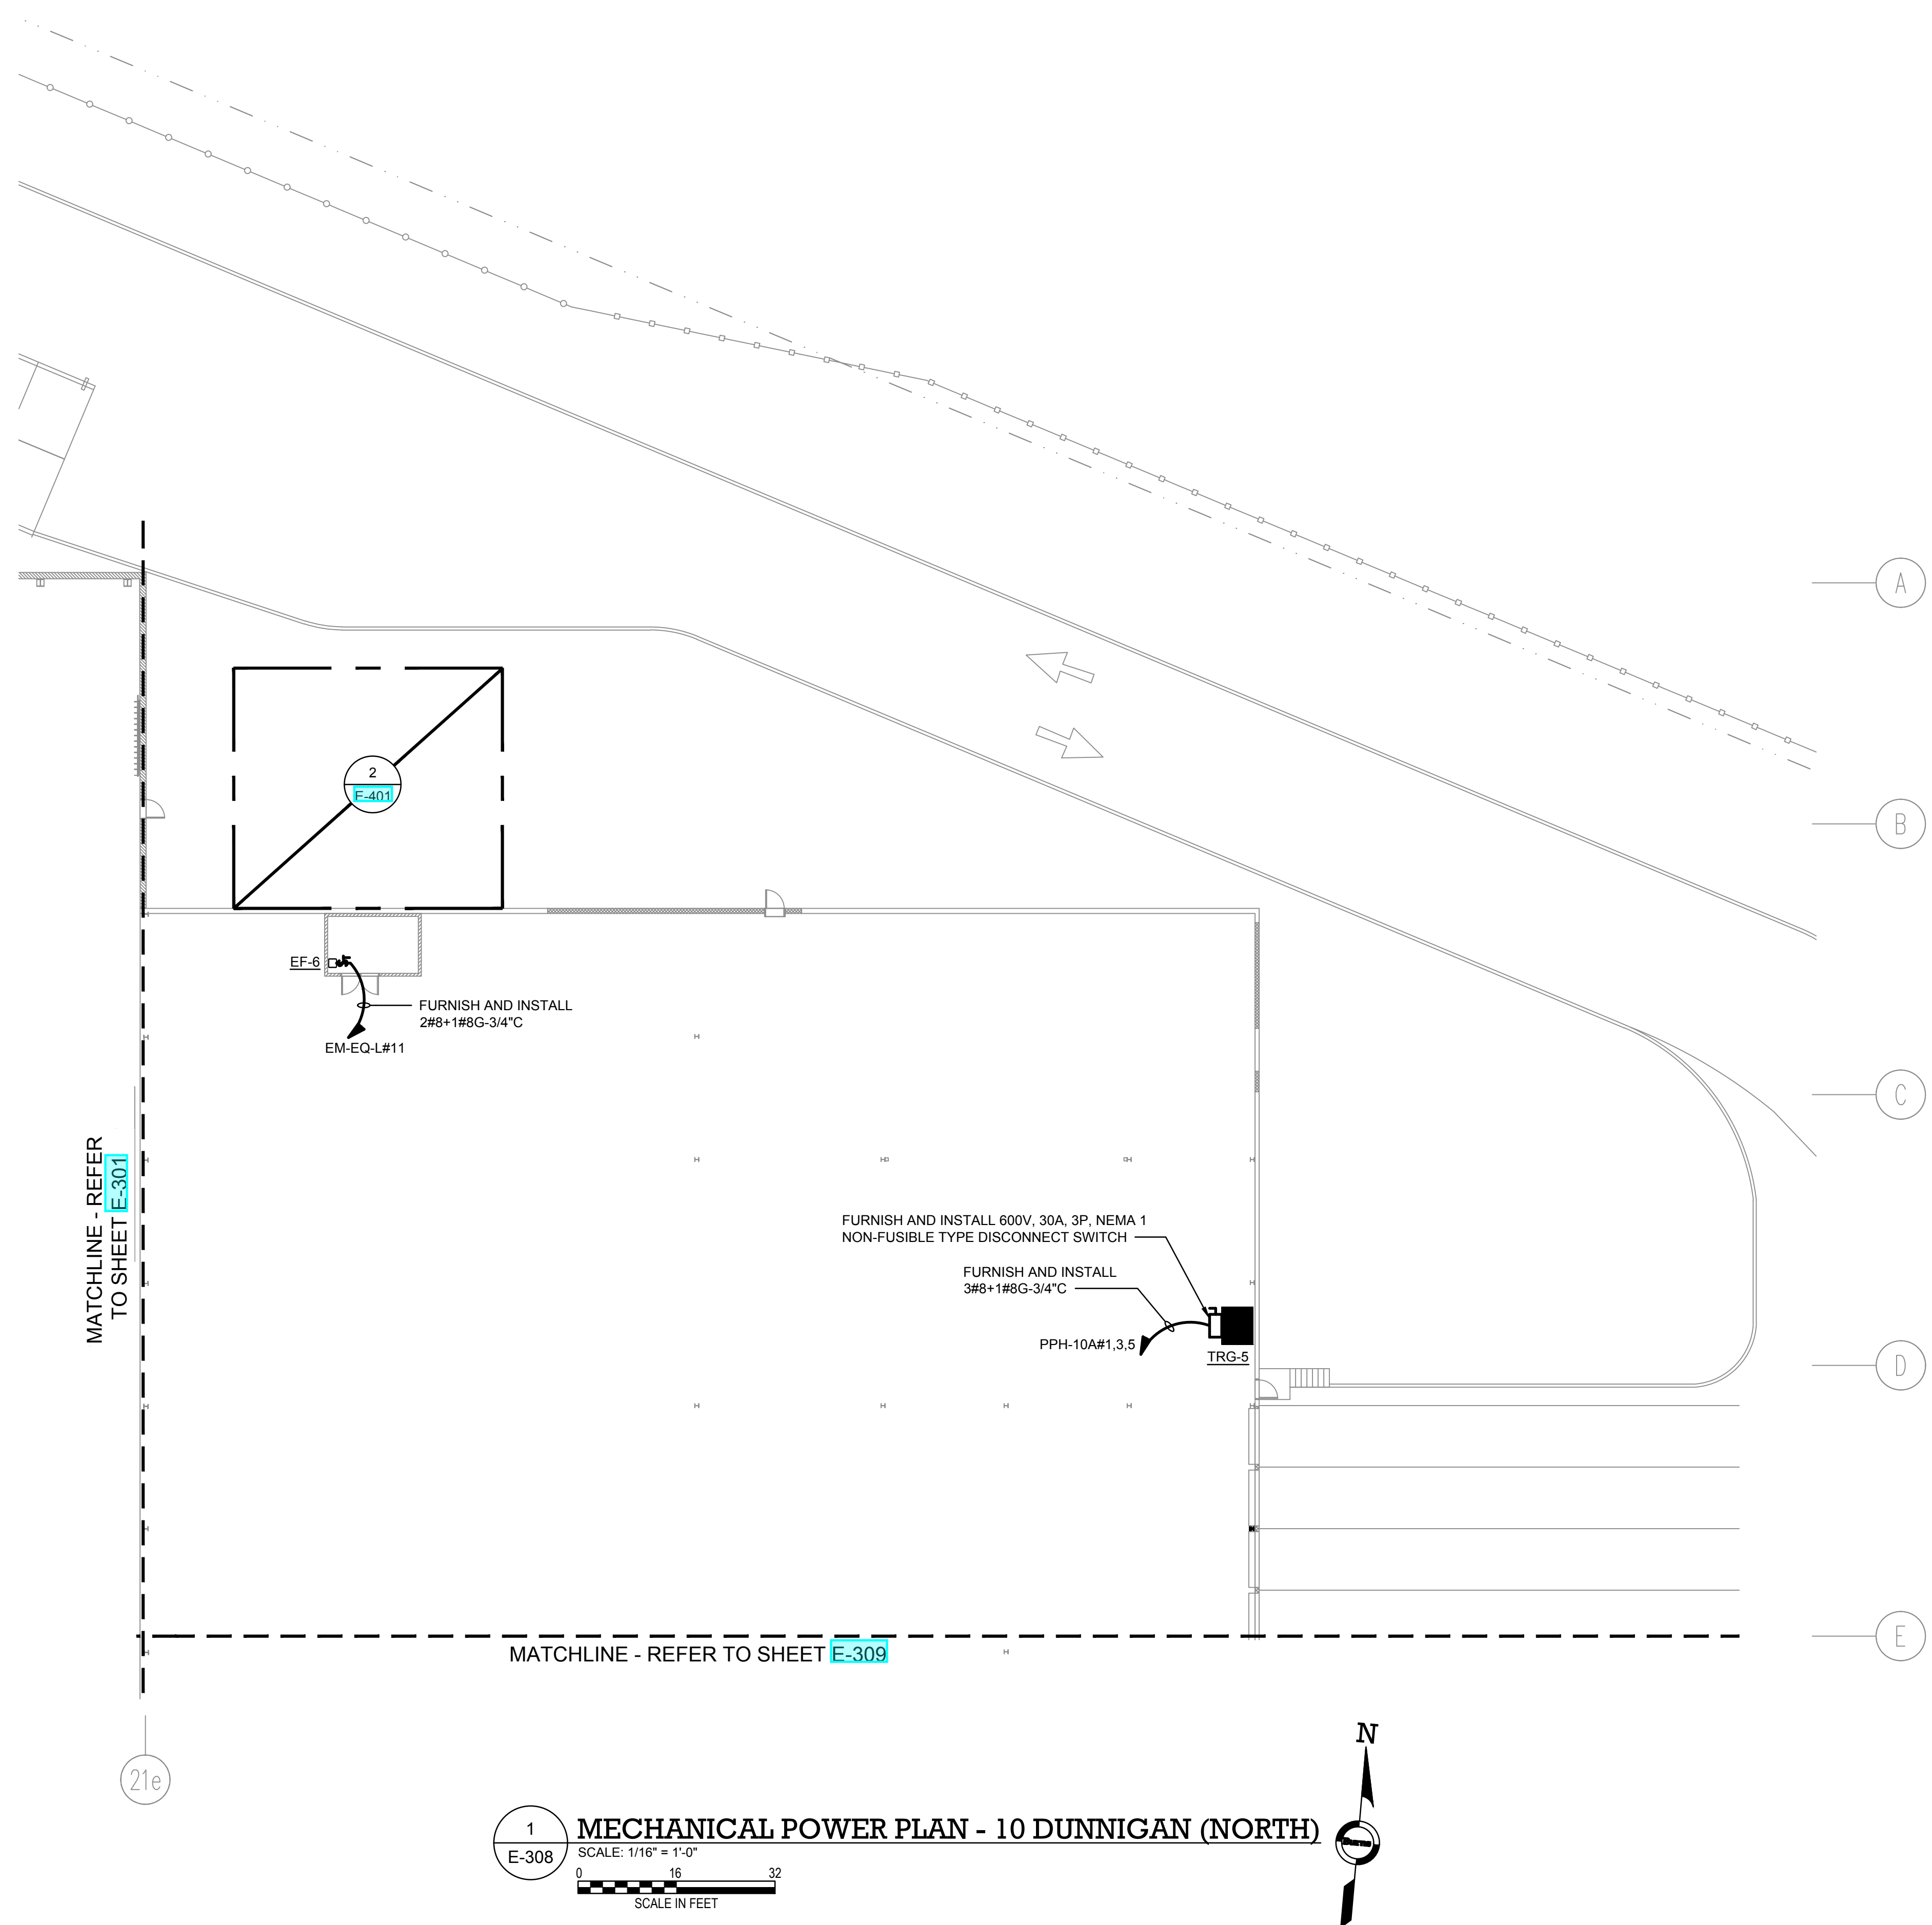 A
2
E-401
B
EF-6
FURNISH AND INSTALL
2#8+1#8G-3/4"C
EM-EQ-L#11
C
MATCHLINE - REFER
TO SHEET E-301
FURNISH AND INSTALL 600V, 30A, 3P, NEMA 1
NON-FUSIBLE TYPE DISCONNECT SWITCH
FURNISH AND INSTALL
3#8+1#8G-3/4"C
PPH-10A#1,3,5
TRG-5
D
E
MATCHLINE - REFER TO SHEET E-309
21e
N
1
E-308
MECHANICAL POWER PLAN - 10 DUNNIGAN (NORTH)
SCALE: 1/16" = 1'-0"
0 16 32
SCALE IN FEET